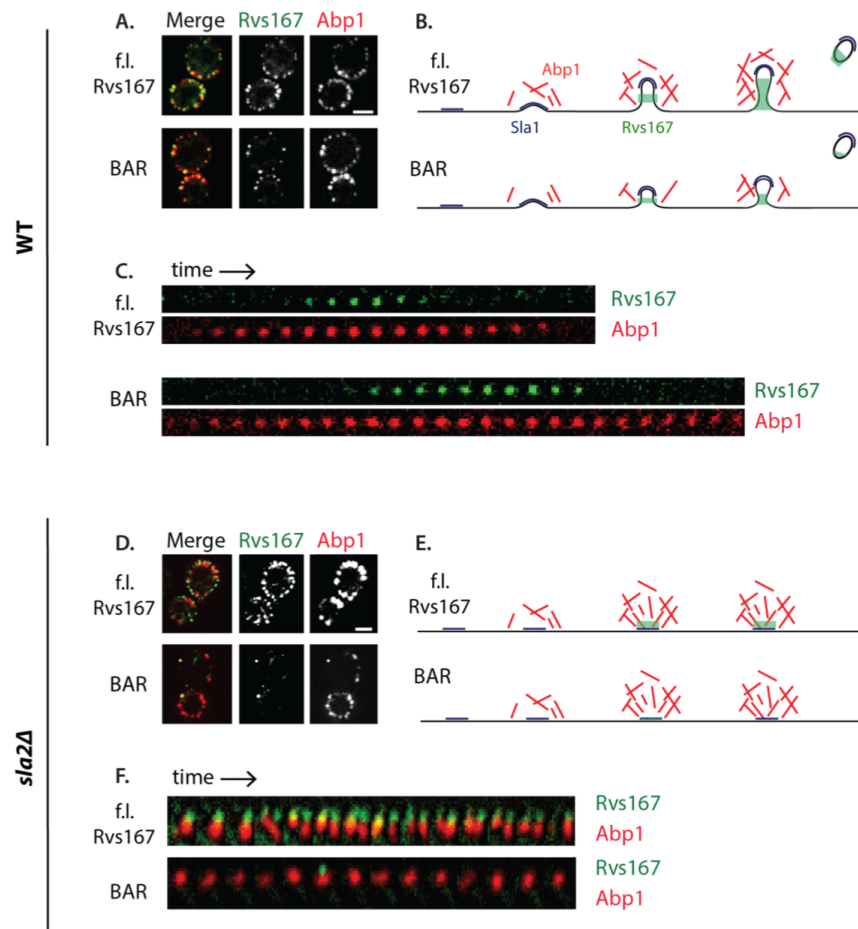 WT
A.
Merge Rvs167 Abp1
f.l.
Rvs167
BAR
B.
f.l.
Rvs167
Abp1
Sla1
Rvs167
BAR
C.
time →
f.l.
Rvs167
Rvs167
Abp1
BAR
Rvs167
Abp1
sla2Δ
D.
Merge Rvs167 Abp1
f.l.
Rvs167
BAR
E.
f.l.
Rvs167
BAR
F.
time →
f.l.
Rvs167
Rvs167
Abp1
BAR
Rvs167
Abp1